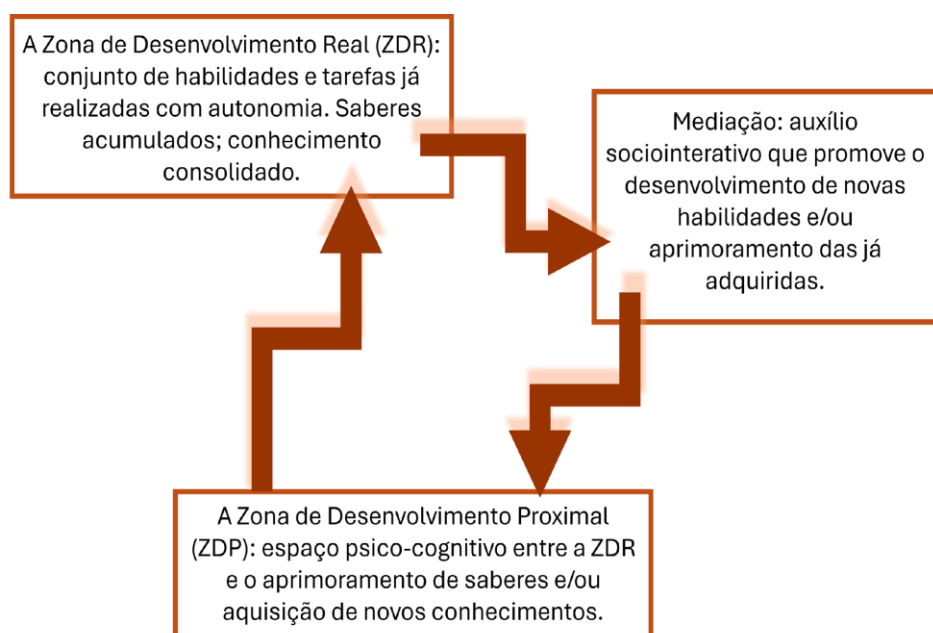 A Zona de Desenvolvimento Real (ZDR):
conjunto de habilidades e tarefas já
realizadas com autonomia. Saberes
acumulados; conhecimento
consolidado.
Mediação: auxílio
sociointerativo que promove o
desenvolvimento de novas
habilidades e/ou
aprimoramento das já
adquiridas.
A Zona de Desenvolvimento Proximal
(ZDP): espaço psico-cognitivo entre a ZDR
e o aprimoramento de saberes e/ou
aquisição de novos conhecimentos.